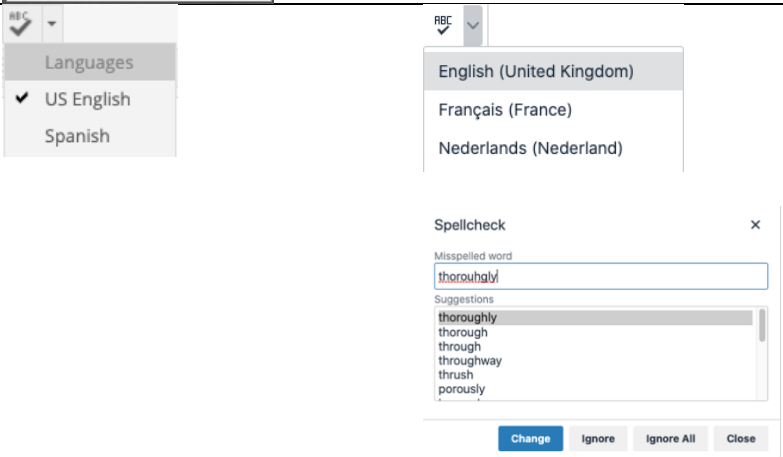 ABC
Languages
US English
Spanish
ABC
English (United Kingdom)
Français (France)
Nederlands (Nederland)
Spellcheck
Misspelled word
thorouhgly
Suggestions
thoroughly
thorough
through
throughway
thrush
porously
Change Ignore Ignore All Close